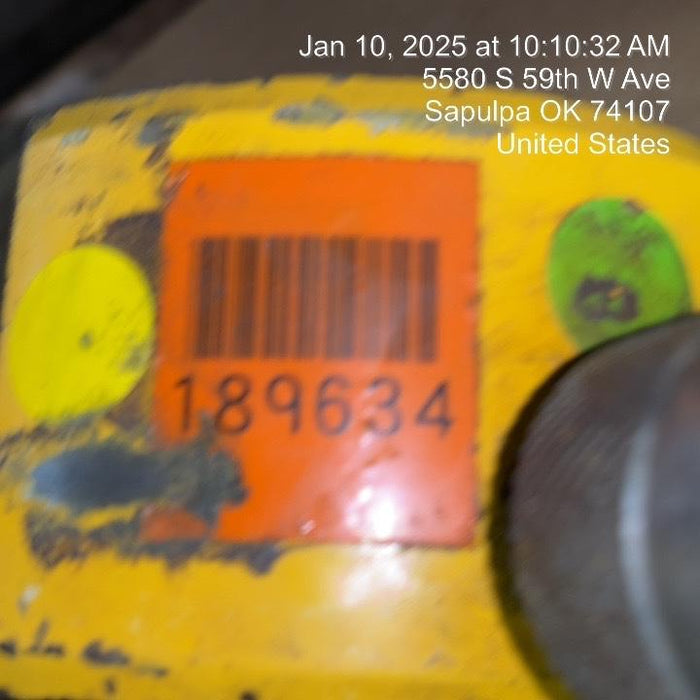 Jan 10, 2025 at 10:10:32 AM
5580 S 59th W Ave
Sapulpa OK 74107
United States
189634